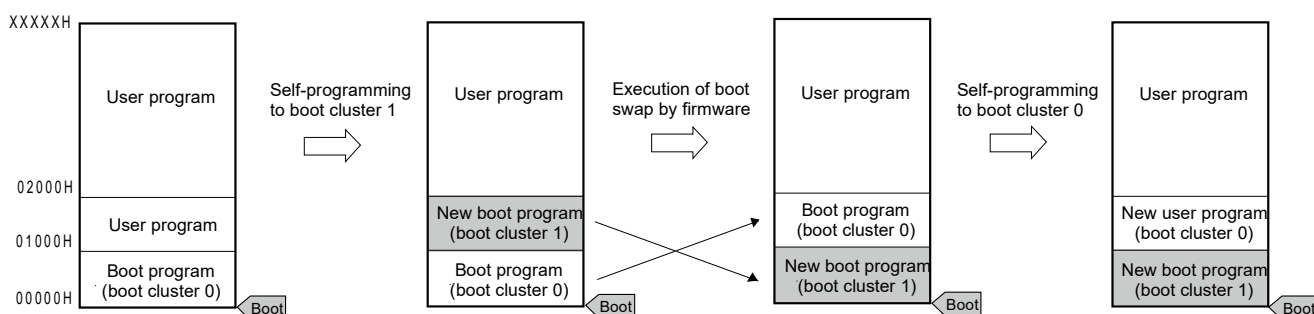 XXXXXH
User program
Self-programming
to boot cluster 1
User program
Execution of boot
swap by firmware
User program
Self-programming
to boot cluster 0
User program
02000H
User program
01000H
Boot program
(boot cluster 0)
00000H
Boot
New boot program
(boot cluster 1)
Boot program
(boot cluster 0)
Boot
Boot program
(boot cluster 0)
New boot program
(boot cluster 1)
Boot
New user program
(boot cluster 0)
New boot program
(boot cluster 1)
Boot